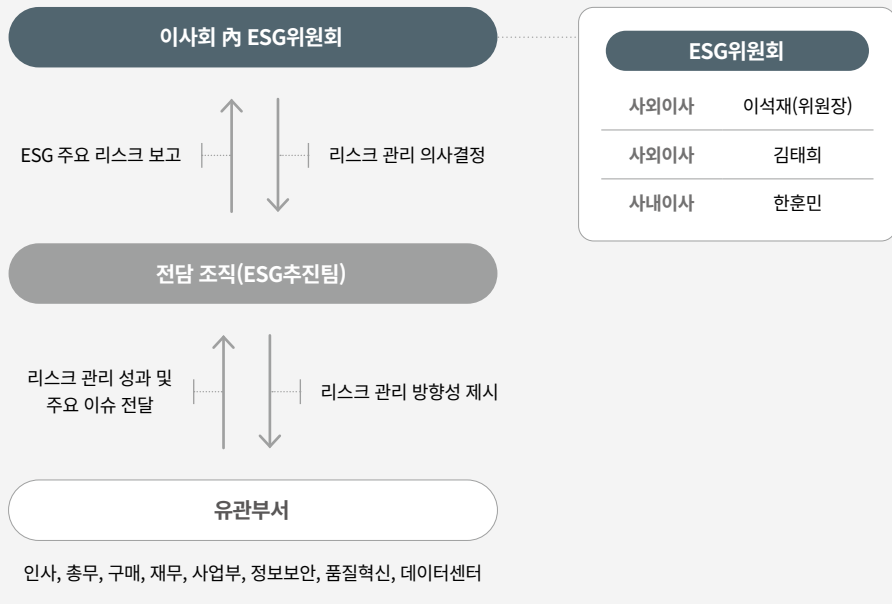 이사회 內 ESG위원회
ESG위원회
사외이사 이석재(위원장)
사외이사 김태희
사내이사 한훈민
ESG 주요 리스크 보고
리스크 관리 의사결정
전담 조직(ESG추진팀)
리스크 관리 성과 및
주요 이슈 전달
리스크 관리 방향성 제시
유관부서
인사, 총무, 구매, 재무, 사업부, 정보보안, 품질혁신, 데이터센터